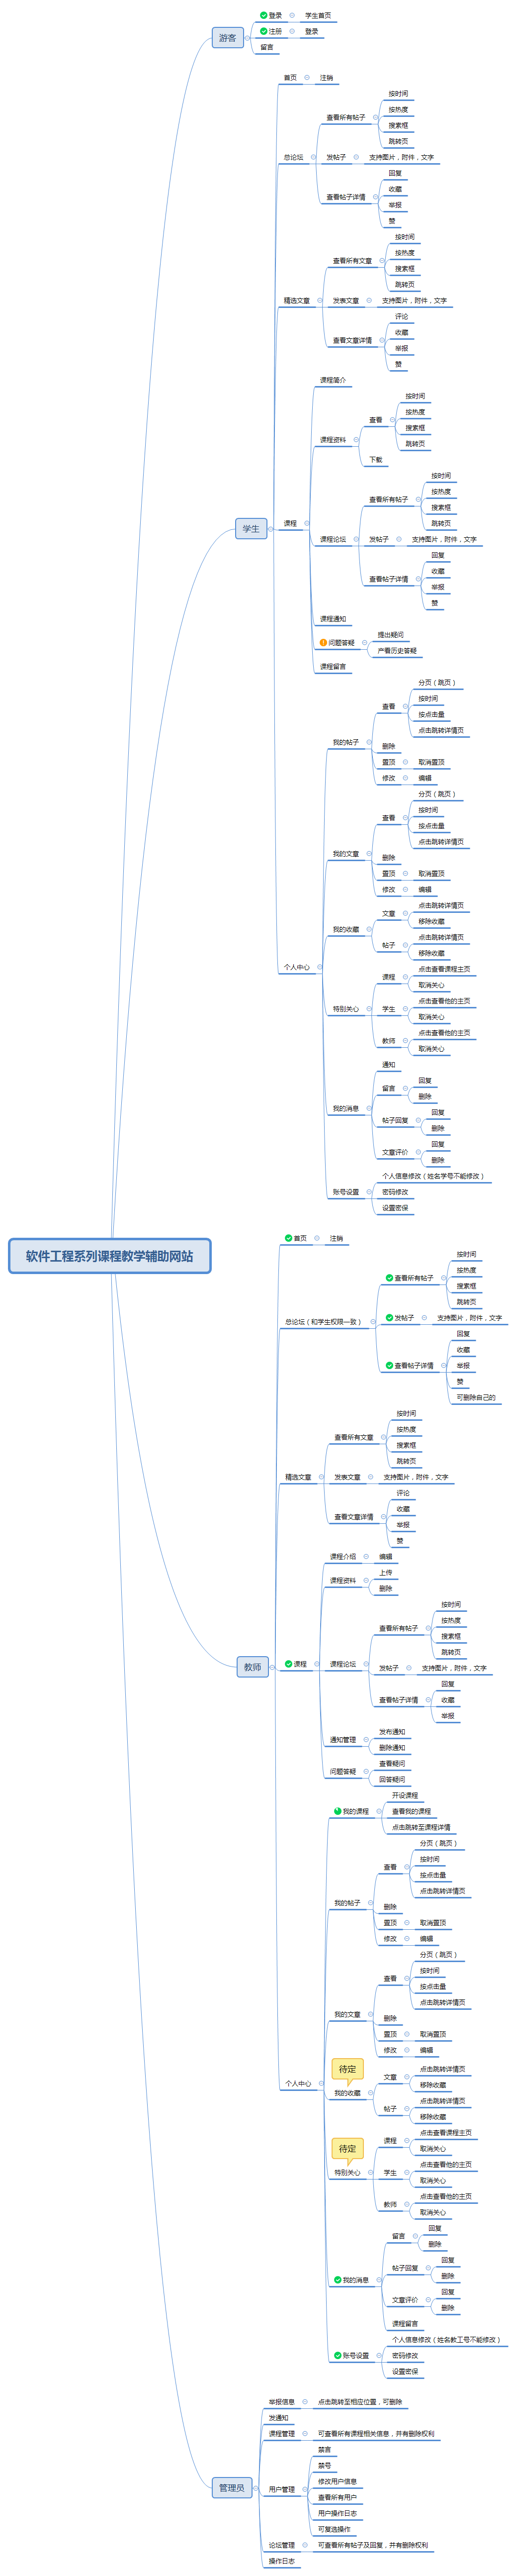 软件工程系列课程教学辅助网站
游客
登录
学生首页
注册
登录
留言
学生
首页
注销
总论坛
查看所有帖子
按时间
按热度
搜索框
跳转页
发帖子
支持图片，附件，文字
查看帖子详情
回复
收藏
举报
赞
精选文章
查看所有文章
按时间
按热度
搜索框
跳转页
发表文章
支持图片，附件，文字
查看文章详情
评论
收藏
举报
赞
课程
课程简介
课程资料
查看
按时间
按热度
搜索框
跳转页
下载
课程论坛
查看所有帖子
按时间
按热度
搜索框
跳转页
发帖子
支持图片，附件，文字
查看帖子详情
回复
收藏
举报
赞
课程通知
问题答疑
提出疑问
产看历史答疑
课程留言
个人中心
我的帖子
查看
分页（跳页）
按时间
按点击量
点击跳转详情页
删除
置顶
取消置顶
修改
编辑
我的文章
查看
分页（跳页）
按时间
按点击量
点击跳转详情页
删除
置顶
取消置顶
修改
编辑
我的收藏
文章
点击跳转详情页
移除收藏
帖子
点击跳转详情页
移除收藏
特别关心
课程
点击查看课程主页
取消关心
学生
点击查看他的主页
取消关心
教师
点击查看他的主页
取消关心
我的消息
通知
留言
回复
删除
帖子回复
回复
删除
文章评价
回复
删除
账号设置
个人信息修改（姓名学号不能修改）
密码修改
设置密保
教师
首页
注销
总论坛（和学生权限一致）
查看所有帖子
按时间
按热度
搜索框
跳转页
发帖子
支持图片，附件，文字
查看帖子详情
回复
收藏
举报
赞
可删除自己的
精选文章
查看所有文章
按时间
按热度
搜索框
跳转页
发表文章
支持图片，附件，文字
查看文章详情
评论
收藏
举报
赞
课程
课程介绍
编辑
课程资料
上传
删除
课程论坛
查看所有帖子
按时间
按热度
搜索框
跳转页
发帖子
支持图片，附件，文字
查看帖子详情
回复
收藏
举报
通知管理
发布通知
删除通知
问题答疑
查看疑问
回答疑问
个人中心
我的课程
开设课程
查看我的课程
点击跳转至课程详情
我的帖子
查看
分页（跳页）
按时间
按点击量
点击跳转详情页
删除
置顶
取消置顶
修改
编辑
我的文章
查看
分页（跳页）
按时间
按点击量
点击跳转详情页
删除
置顶
取消置顶
修改
编辑
待定
我的收藏
文章
点击跳转详情页
移除收藏
帖子
点击跳转详情页
移除收藏
待定
特别关心
课程
点击查看课程主页
取消关心
学生
点击查看他的主页
取消关心
教师
点击查看他的主页
取消关心
我的消息
留言
回复
删除
帖子回复
回复
删除
文章评价
回复
删除
课程留言
账号设置
个人信息修改（姓名教工号不能修改）
密码修改
设置密保
管理员
举报信息
点击跳转至相应位置，可删除
发通知
课程管理
可查看所有课程相关信息，并有删除权利
用户管理
禁言
禁号
修改用户信息
查看所有用户
用户操作日志
可复选操作
论坛管理
可查看所有帖子及回复，并有删除权利
操作日志